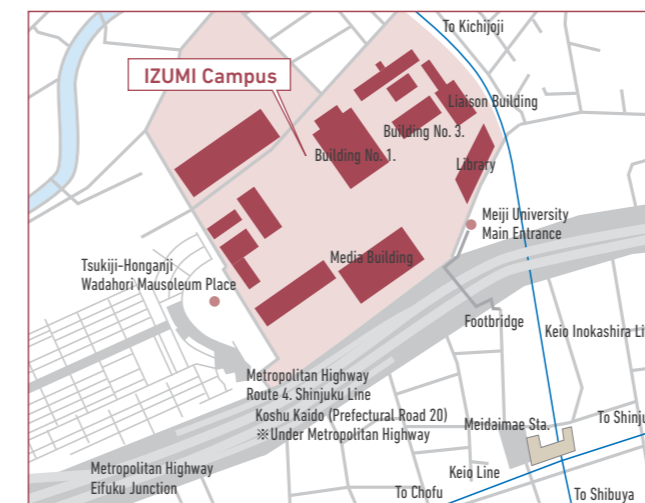 To Kichijoji
IZUMI Campus
Liaison Building
Building No. 3.
Building No. 1.
Library
Meiji University
Main Entrance
Media Building
Tsukiji-Honganji
Wadahori Mausoleum Place
Footbridge
Keio Inokashira Li
Metropolitan Highway
Route 4. Shinjuku Line
Koshu Kaido (Prefectural Road 20)
※Under Metropolitan Highway
Meidaimae Sta.
To Shinju
Metropolitan Highway
Eifuku Junction
Keio Line
To Chofu
To Shibuya